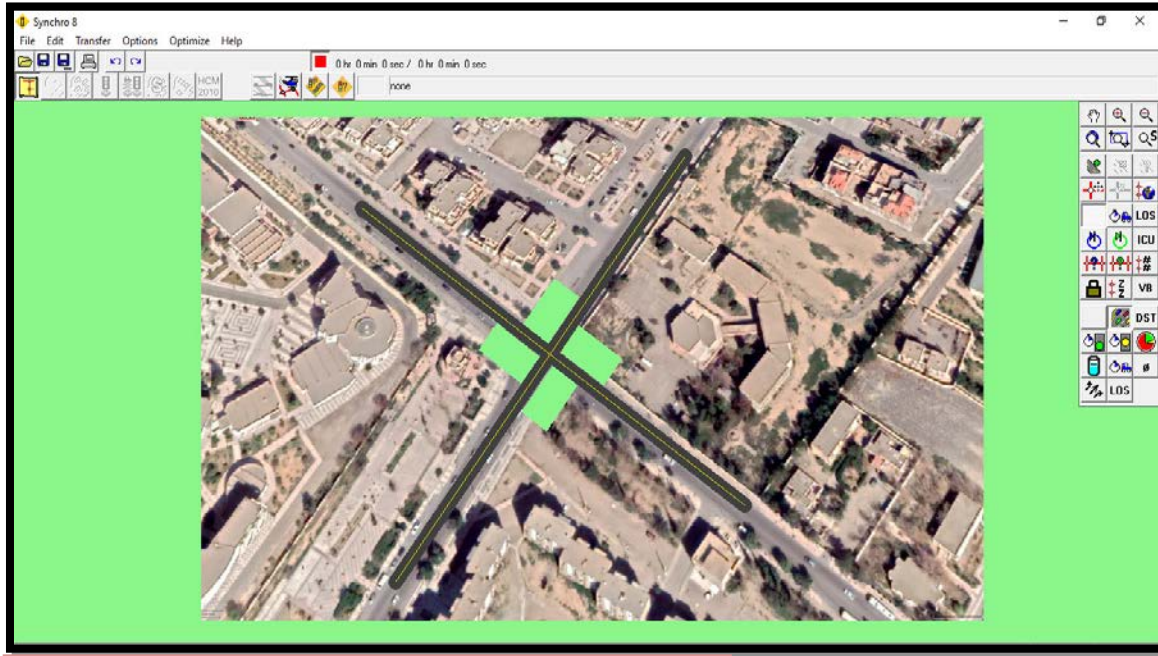 Synchro 8
File Edit Transfer Options Optimize Help
0 hr 0 min 0 sec / 0 hr 0 min 0 sec
HCM
2010
none
S
LOS
ICU
#
#
Z
Z
VB
DST
ø
LOS